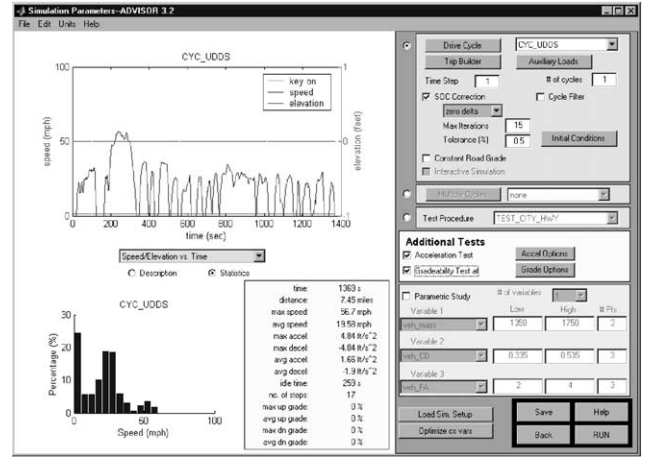 Simulation Parameters--ADVISOR 3.2
File Edit Units Help
CYC_UDDS
100
50
0
speed (mph)
key on
speed
elevation
1
0
-1
elevation (feet)
0 200 400 600 800 1000 1200 1400
time (sec)
Speed/Elevation vs. Time
Description Statistics
CYC_UDDS
30
20
10
0
Percentage (%)
0 50 100
Speed (mph)
time: 1369 s
distance: 7.45 miles
max speed: 56.7 mph
avg speed: 19.58 mph
max accel: 4.84 ft/s^2
max decel: -4.84 ft/s^2
avg accel: 1.66 ft/s^2
avg decel: -1.9 ft/s^2
idle time: 259 s
no. of stops: 17
max up grade: 0 %
avg up grade: 0 %
max dn grade: 0 %
avg dn grade: 0 %
Drive Cycle CYC_UDDS
Trip Builder Auxiliary Loads
Time Step 1 # of cycles 1
SOC Correction Cycle Filter
zero delta
Max Iterations 15
Tolerance (%) 0.5 Initial Conditions
Constant Road Grade
Interactive Simulation
Multiple Cycles none
Test Procedure TEST_CITY_HWY
Additional Tests
Acceleration Test Accel Options
Gradeability Test at Grade Options
Parametric Study # of variables 1
Variable 1 Low High # Pts
veh_mass 1350 1750 3
Variable 2
veh_CD 0.335 0.535 3
Variable 3
veh_FA 2 4 3
Load Sim. Setup Save Help
Optimize cs vars Back RUN